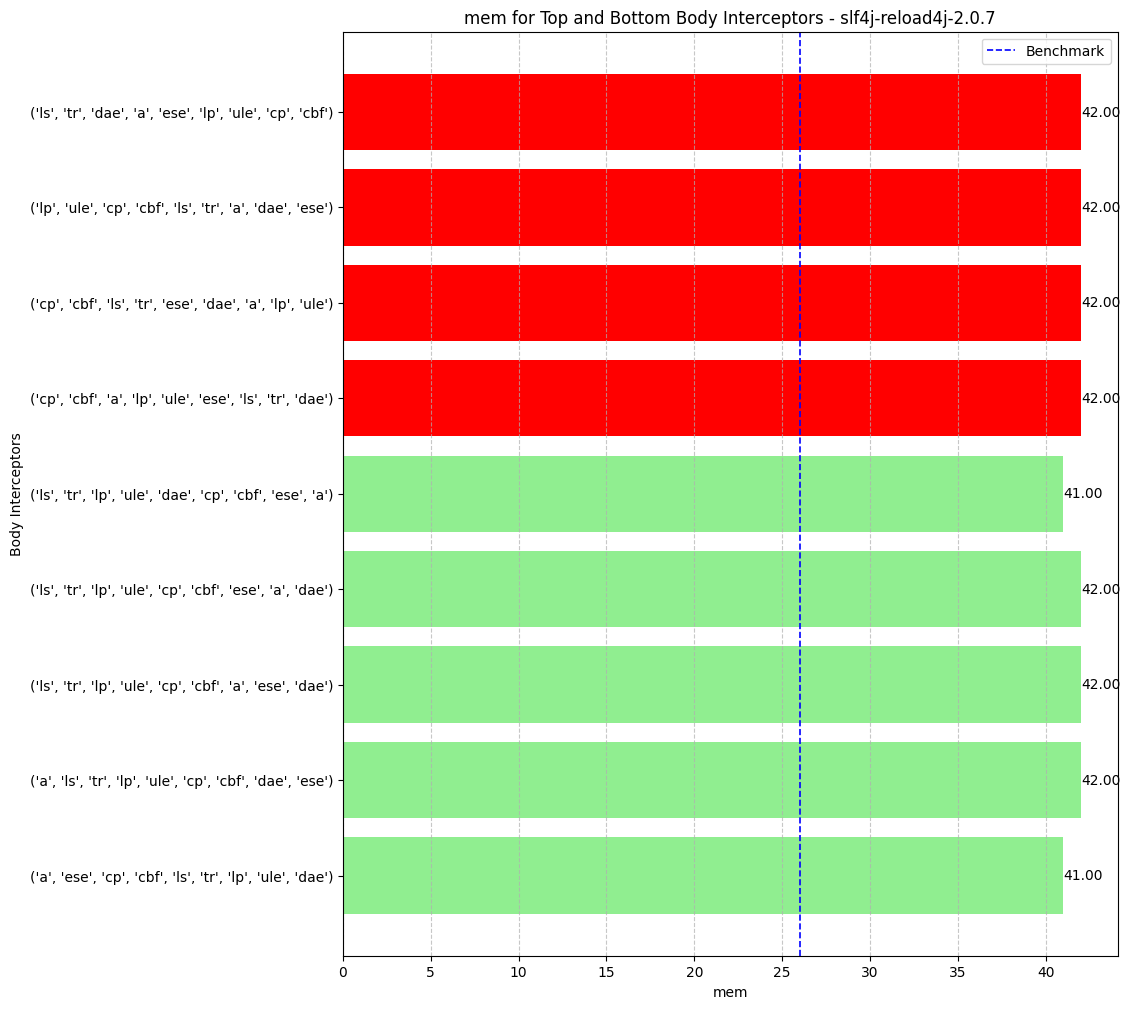 mem for Top and Bottom Body Interceptors - slf4j-reload4j-2.0.7
Benchmark
('ls', 'tr', 'dae', 'a', 'ese', 'lp', 'ule', 'cp', 'cbf')
42.00
('lp', 'ule', 'cp', 'cbf', 'ls', 'tr', 'a', 'dae', 'ese')
42.00
('cp', 'cbf', 'ls', 'tr', 'ese', 'dae', 'a', 'lp', 'ule')
42.00
('cp', 'cbf', 'a', 'lp', 'ule', 'ese', 'ls', 'tr', 'dae')
42.00
('ls', 'tr', 'lp', 'ule', 'dae', 'cp', 'cbf', 'ese', 'a')
41.00
('ls', 'tr', 'lp', 'ule', 'cp', 'cbf', 'ese', 'a', 'dae')
42.00
('ls', 'tr', 'lp', 'ule', 'cp', 'cbf', 'a', 'ese', 'dae')
42.00
('a', 'ls', 'tr', 'lp', 'ule', 'cp', 'cbf', 'dae', 'ese')
42.00
('a', 'ese', 'cp', 'cbf', 'ls', 'tr', 'lp', 'ule', 'dae')
41.00
Body Interceptors
0 5 10 15 20 25 30 35 40
mem